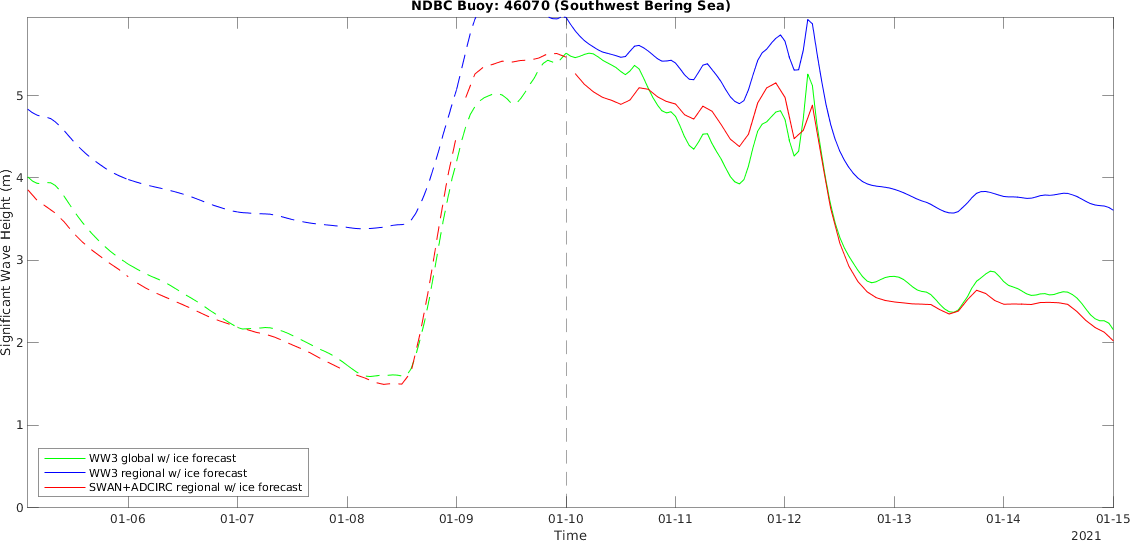 NDBC Buoy: 46070 (Southwest Bering Sea)
Significant Wave Height (m)
5
4
3
2
1
0
WW3 global w/ ice forecast
WW3 regional w/ ice forecast
SWAN+ADCIRC regional w/ ice forecast
01-06 01-07 01-08 01-09 01-10 01-11 01-12 01-13 01-14 01-15
Time
2021